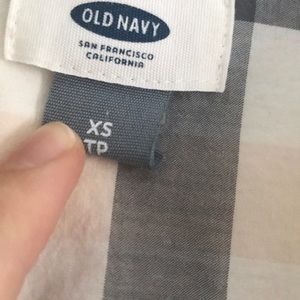 OLD NAVY
SAN FRANCISCO
CALIFORNIA
XS
TP